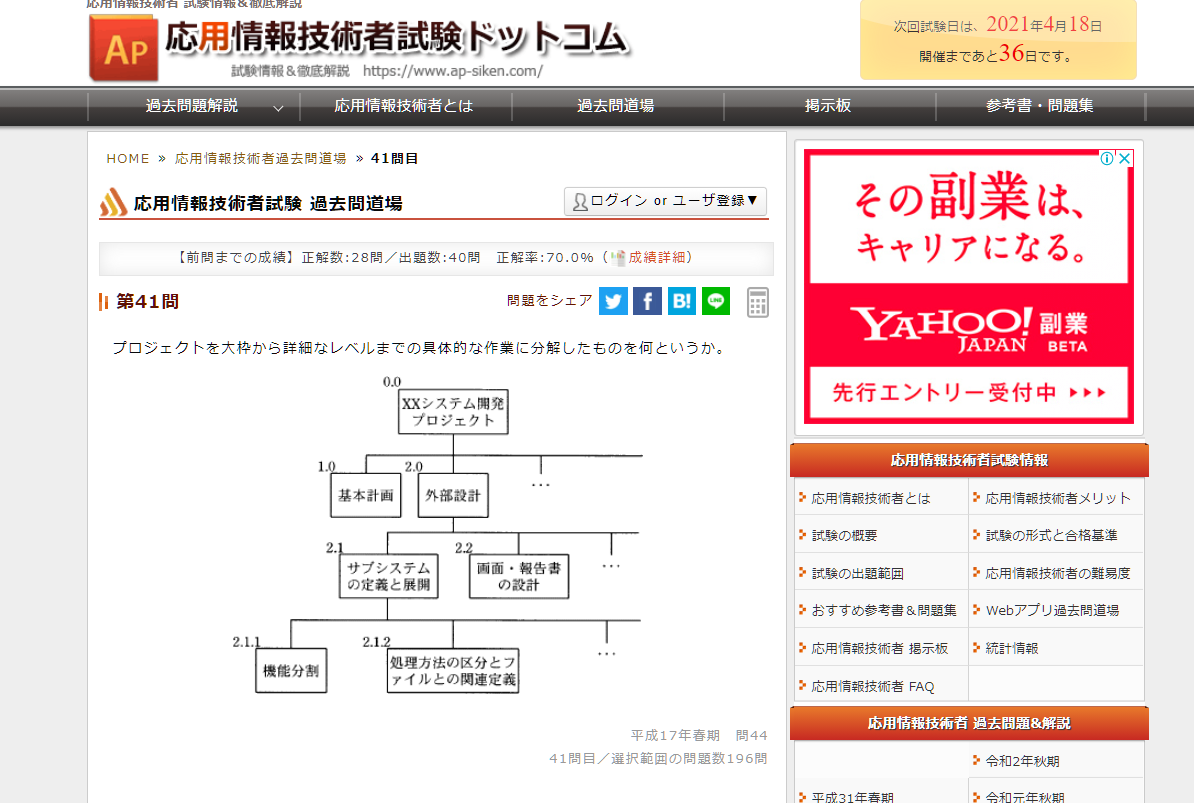 応用情報技術者 試験情報＆徹底解説
AP
応用情報技術者試験ドットコム
試験情報＆徹底解説　https://www.ap-siken.com/
次回試験日は、2021年4月18日
開催まであと36日です。
過去問題解説
応用情報技術者とは
過去問道場
掲示板
参考書・問題集
HOME » 応用情報技術者過去問道場 » 41問目
応用情報技術者試験 過去問道場
ログイン or ユーザ登録▼
【前問までの成績】正解数:28問／出題数:40問　正解率:70.0%（成績詳細）
第41問
問題をシェア
B!
LINE
プロジェクトを大枠から詳細なレベルまでの具体的な作業に分解したものを何というか。
0.0
XXシステム開発
プロジェクト
1.0
基本計画
2.0
外部設計
...
2.1
サブシステム
の定義と展開
2.2
画面・報告書
の設計
...
2.1.1
機能分割
2.1.2
処理方法の区分とフ
ァイルとの関連定義
...
平成17年春期　問44
41問目／選択範囲の問題数196問
その副業は、
キャリアになる。
YAHOO!
JAPAN
副業
BETA
先行エントリー受付中 ▶▶▶
応用情報技術者試験情報
応用情報技術者とは
応用情報技術者メリット
試験の概要
試験の形式と合格基準
試験の出題範囲
応用情報技術者の難易度
おすすめ参考書＆問題集
Webアプリ過去問道場
応用情報技術者 掲示板
統計情報
応用情報技術者 FAQ
応用情報技術者 過去問題&解説
令和2年秋期
平成31年春期
令和元年秋期